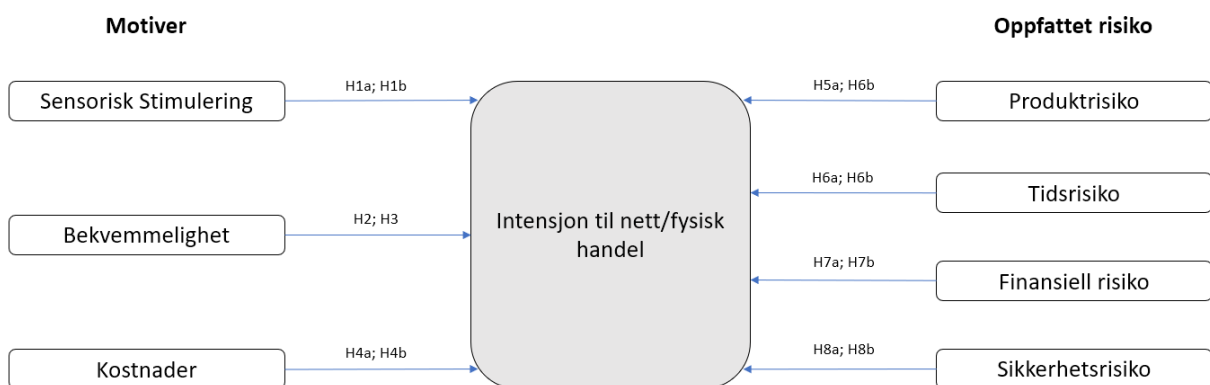 Motiver
Oppfattet risiko
Sensorisk Stimulering
H1a; H1b
H5a; H6b
Produktrisiko
H6a; H6b
Tidsrisiko
Bekvemmelighet
H2; H3
Intensjon til nett/fysisk
handel
H7a; H7b
Finansiell risiko
Kostnader
H4a; H4b
H8a; H8b
Sikkerhetsrisiko